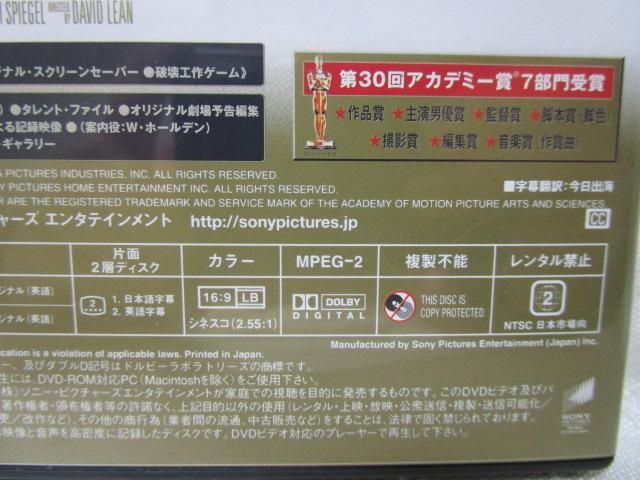 SPIEGEL DIRECTED BY DAVID LEAN
ナル・スクリーンセーバー ●破壊工作ゲーム》
●タレント・ファイル ●オリジナル劇場予告編集
よる記録映像 ●(案内役:W・ホールデン)
ギャラリー
第30回アカデミー賞®7部門受賞
★作品賞 ★主演男優賞 ★監督賞 ★脚本賞(脚色)
★撮影賞 ★編集賞 ★音楽賞(作曲賞)
PICTURES INDUSTRIES, INC. ALL RIGHTS RESERVED.
Y PICTURES HOME ENTERTAINMENT INC. ALL RIGHTS RESERVED.
ER ARE THE REGISTERED TRADEMARK AND SERVICE MARK OF THE ACADEMY OF MOTION PICTURE ARTS AND SCIENCES.
■字幕翻訳:今日出海
チャーズ エンタテインメント http://sonypictures.jp
CC
片面
2層ディスク
カラー
MPEG-2
複製不能
レンタル禁止
ジナル(英語)
ジナル(英語)
2
1. 日本語字幕
2. 英語字幕
16:9 LB
シネスコ(2.55:1)
DOLBY
DIGITAL
THIS DISC IS
COPY PROTECTED.
2
NTSC 日本市場向
Manufactured by Sony Pictures Entertainment (Japan) Inc.
ication is a violation of applicable laws. Printed in Japan.
ー、及びダブルD記号はドルビーラボラトリーズの商標です。
生には、DVD-ROM対応PC(Macintoshを除く)をご使用下さい。
株)ソニー・ピクチャーズエンタテインメントが家庭での視聴を目的に発売するものです。このDVDビデオ及びパ
著作権者・頒布権者等の許諾なく、上記目的以外の使用(レンタル・上映・放映・公衆送信・複製・送信可能化/
更/改作など)、その他の商行為(業者間の流通、中古販売など)をすることは、法律で固く禁じられております。
映像と音声を高密度に記録したディスクです。DVDビデオ対応のプレーヤーで再生して下さい。
SONY